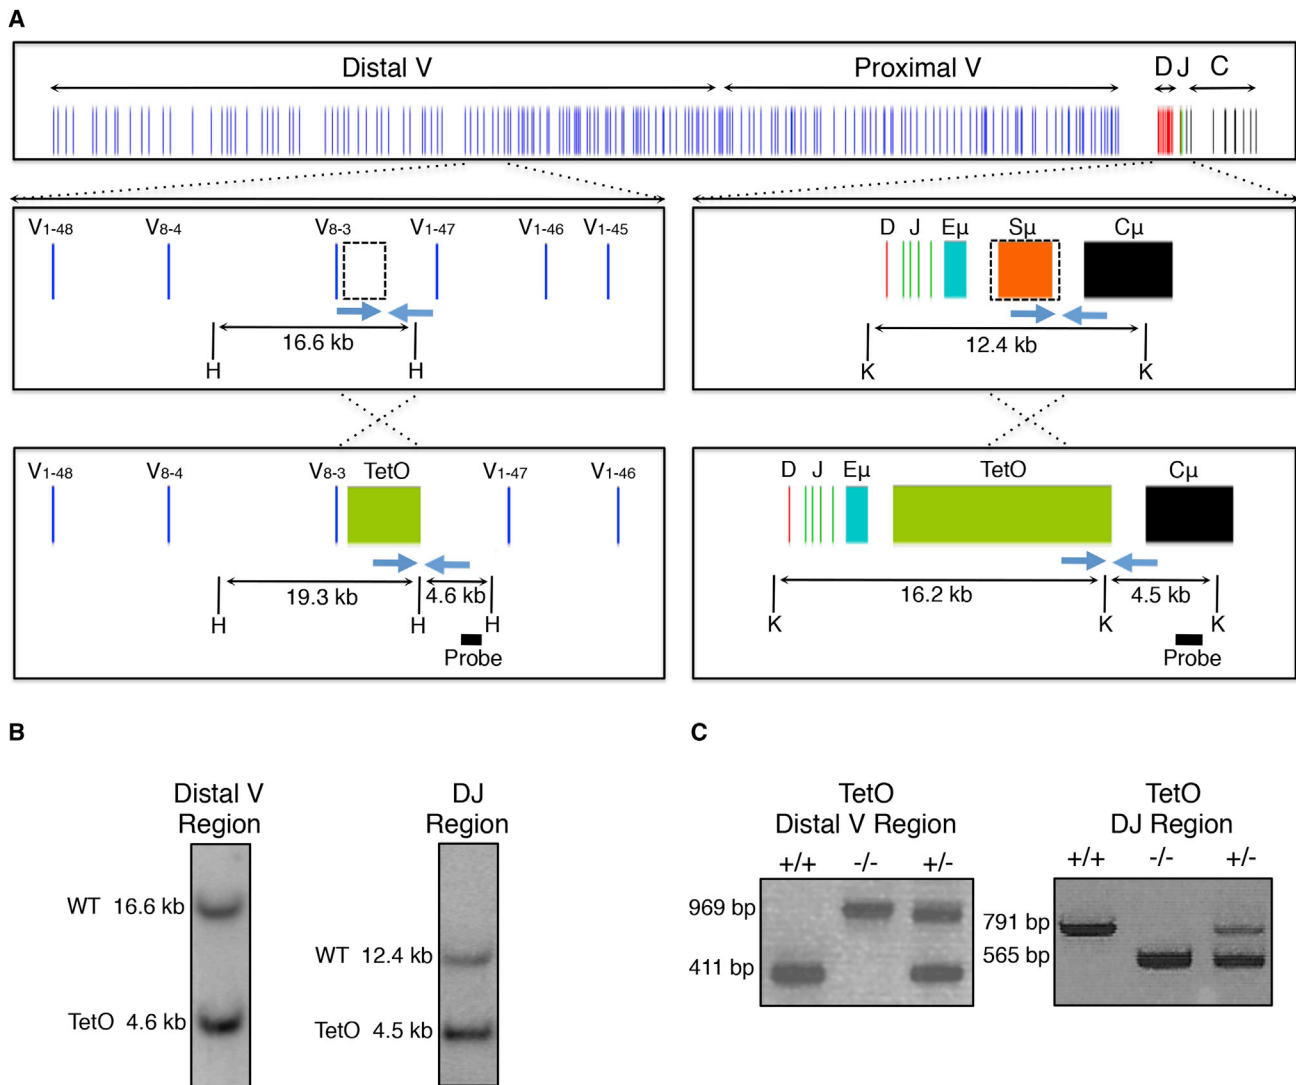 A
Distal V Proximal V D J C
V1-48 V8-4 V8-3 V1-47 V1-46 V1-45
16.6 kb
H H
D J Eμ Sμ Cμ
12.4 kb
K K
V1-48 V8-4 V8-3 TetO V1-47 V1-46
19.3 kb 4.6 kb
H H H
Probe
D J Eμ TetO Cμ
16.2 kb 4.5 kb
K K K
Probe
B
Distal V
Region
WT 16.6 kb
TetO 4.6 kb
DJ
Region
WT 12.4 kb
TetO 4.5 kb
C
TetO
Distal V Region
+/+ -/- +/-
969 bp
411 bp
TetO
DJ Region
+/+ -/- +/-
791 bp
565 bp